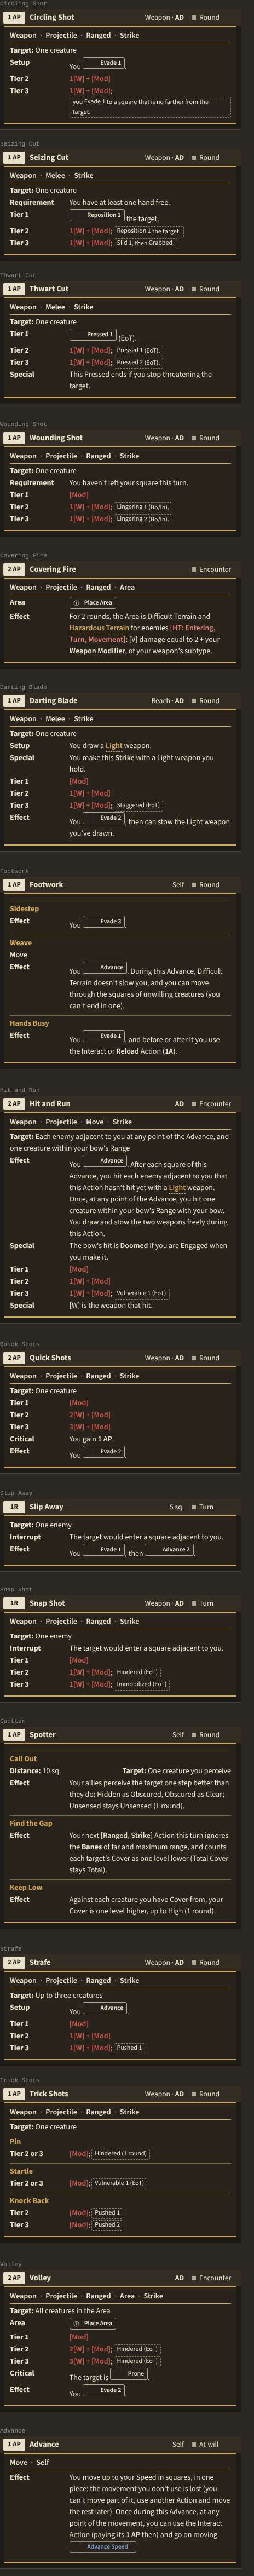 Circling Shot
1 AP Circling Shot Weapon · AD Round
Weapon · Projectile · Ranged · Strike
Target: One creature
Setup You Evade 1.
Tier 2 1[W] + [Mod]
Tier 3 1[W] + [Mod];
you Evade 1 to a square that is no farther from the
target.
Seizing Cut
1 AP Seizing Cut Weapon · AD Round
Weapon · Melee · Strike
Target: One creature
Requirement You have at least one hand free.
Tier 1 Reposition 1 the target.
Tier 2 1[W] + [Mod]; Reposition 1 the target.
Tier 3 1[W] + [Mod]; Slid 1, then Grabbed.
Thwart Cut
1 AP Thwart Cut Weapon · AD Round
Weapon · Melee · Strike
Target: One creature
Tier 1 Pressed 1 (EoT).
Tier 2 1[W] + [Mod]; Pressed 1 (EoT).
Tier 3 1[W] + [Mod]; Pressed 2 (EoT).
Special This Pressed ends if you stop threatening the
target.
Wounding Shot
1 AP Wounding Shot Weapon · AD Round
Weapon · Projectile · Ranged · Strike
Target: One creature
Requirement You haven't left your square this turn.
Tier 1 [Mod]
Tier 2 1[W] + [Mod]; Lingering 1 (Bo/In).
Tier 3 1[W] + [Mod]; Lingering 2 (Bo/In).
Covering Fire
2 AP Covering Fire Encounter
Weapon · Projectile · Ranged · Area
Area Place Area
Effect For 2 rounds, the Area is Difficult Terrain and
Hazardous Terrain for enemies [HT: Entering,
Turn, Movement]: [Y] damage equal to 2 + your
Weapon Modifier, of your weapon's subtype.
Darting Blade
1 AP Darting Blade Reach · AD Round
Weapon · Melee · Strike
Target: One creature
Setup You draw a Light weapon.
Special You make this Strike with a Light weapon you
hold.
Tier 1 [Mod]
Tier 2 1[W] + [Mod]
Tier 3 1[W] + [Mod]; Staggered (EoT)
Effect You Evade 2, then can stow the Light weapon
you've drawn.
Footwork
1 AP Footwork Self Round
Sidestep
Effect You Evade 3.
Weave
Move
Effect You Advance. During this Advance, Difficult
Terrain doesn't slow you, and you can move
through the squares of unwilling creatures (you
can't end in one).
Hands Busy
Effect You Evade 1, and before or after it you use
the Interact or Reload Action (1A).
Hit and Run
2 AP Hit and Run AD Encounter
Weapon · Projectile · Move · Strike
Target: Each enemy adjacent to you at any point of the Advance, and
one creature within your bow's Range
Effect You Advance. After each square of this
Advance, you hit each enemy adjacent to you that
this Action hasn't hit yet with a Light weapon.
Once, at any point of the Advance, you hit one
creature within your bow's Range with your bow.
You draw and stow the two weapons freely during
this Action.
Special The bow's hit is Doomed if you are Engaged when
you make it.
Tier 1 [Mod]
Tier 2 1[W] + [Mod]
Tier 3 1[W] + [Mod]; Vulnerable 1 (EoT)
Special [W] is the weapon that hit.
Quick Shots
2 AP Quick Shots Weapon · AD Round
Weapon · Projectile · Ranged · Strike
Target: One creature
Tier 1 [Mod]
Tier 2 2[W] + [Mod]
Tier 3 3[W] + [Mod]
Critical You gain 1 AP.
Effect You Evade 2.
Slip Away
1R Slip Away 5 sq. Turn
Target: One enemy
Interrupt The target would enter a square adjacent to you.
Effect You Evade 1, then Advance 2.
Snap Shot
1R Snap Shot Weapon · AD Turn
Weapon · Projectile · Ranged · Strike
Target: One enemy
Interrupt The target would enter a square adjacent to you.
Tier 1 [Mod]
Tier 2 1[W] + [Mod]; Hindered (EoT)
Tier 3 1[W] + [Mod]; Immobilized (EoT)
Spotter
1 AP Spotter Self Round
Call Out
Distance: 10 sq. Target: One creature you perceive
Effect Your allies perceive the target one step better than
they do: Hidden as Obscured, Obscured as Clear;
Unsensed stays Unsensed (1 round).
Find the Gap
Effect Your next [Ranged, Strike] Action this turn ignores
the Banes of far and maximum range, and counts
each target's Cover as one level lower (Total Cover
stays Total).
Keep Low
Effect Against each creature you have Cover from, your
Cover is one level higher, up to High (1 round).
Strafe
2 AP Strafe Weapon · AD Round
Weapon · Projectile · Ranged · Strike
Target: Up to three creatures
Setup You Advance.
Tier 1 [Mod]
Tier 2 1[W] + [Mod]
Tier 3 1[W] + [Mod]; Pushed 1
Trick Shots
1 AP Trick Shots Weapon · AD Round
Weapon · Projectile · Ranged · Strike
Target: One creature
Pin
Tier 2 or 3 [Mod]; Hindered (1 round)
Startle
Tier 2 or 3 [Mod]; Vulnerable 1 (EoT)
Knock Back
Tier 2 [Mod]; Pushed 1
Tier 3 [Mod]; Pushed 2
Volley
2 AP Volley AD Encounter
Weapon · Projectile · Ranged · Area · Strike
Target: All creatures in the Area
Area Place Area
Tier 1 [Mod]
Tier 2 2[W] + [Mod]; Hindered (EoT)
Tier 3 3[W] + [Mod]; Hindered (EoT)
Critical The target is Prone.
Effect You Evade 2.
Advance
1 AP Advance Self At-will
Move · Self
Effect You move up to your Speed in squares, in one
piece: the movement you don't use is lost (you
can't move part of it, use another Action and move
the rest later). Once during this Advance, at any
point of the movement, you can use the Interact
Action (paying its 1 AP then) and go on moving.
Advance Speed